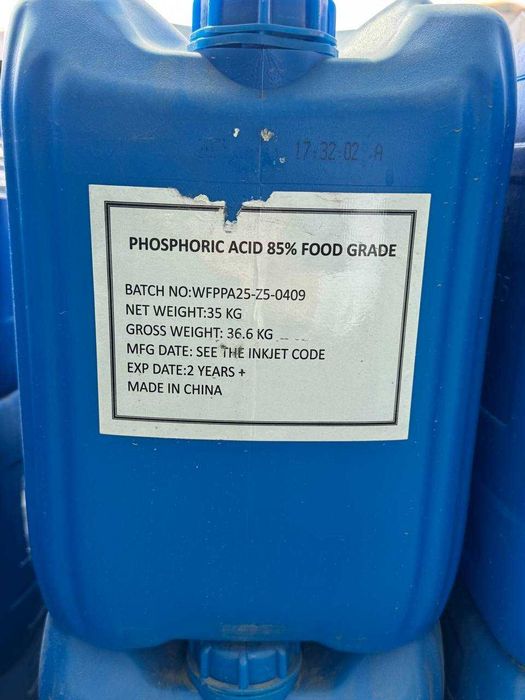 17:32:02 A
PHOSPHORIC ACID 85% FOOD GRADE
BATCH NO:WFPPA25-Z5-0409
NET WEIGHT:35 KG
GROSS WEIGHT: 36.6 KG
MFG DATE: SEE THE INKJET CODE
EXP DATE:2 YEARS +
MADE IN CHINA